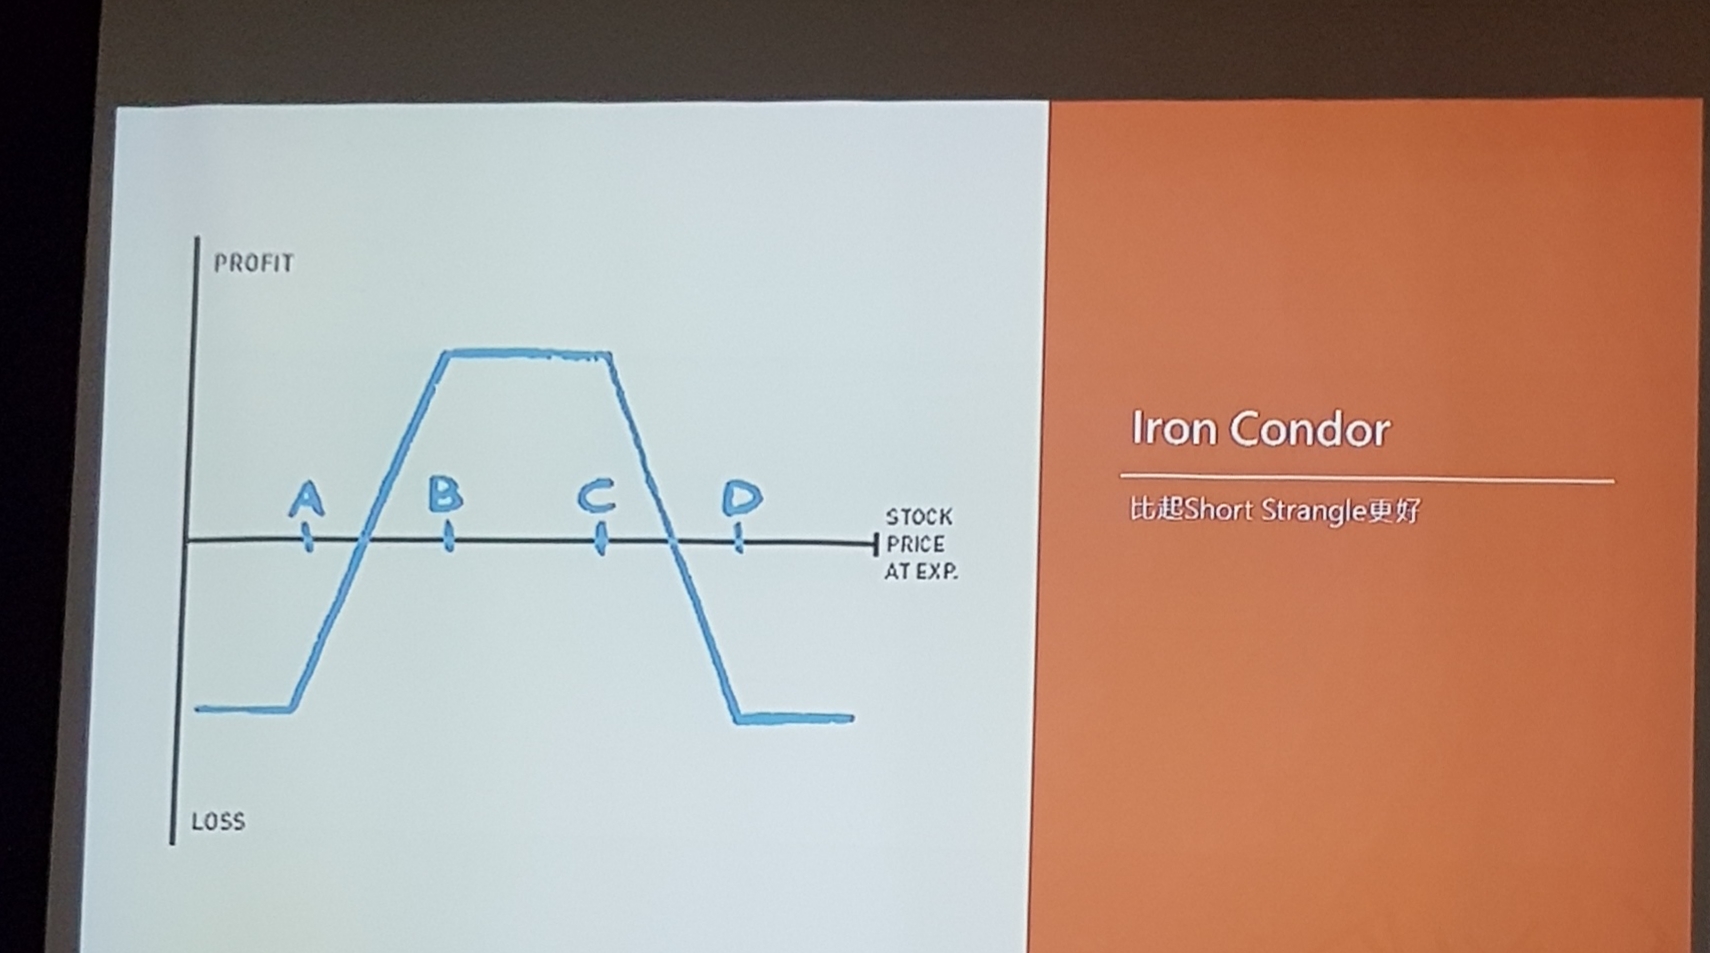 PROFIT
A B C D
STOCK
PRICE
AT EXP.
LOSS
Iron Condor
比起Short Strangle更好